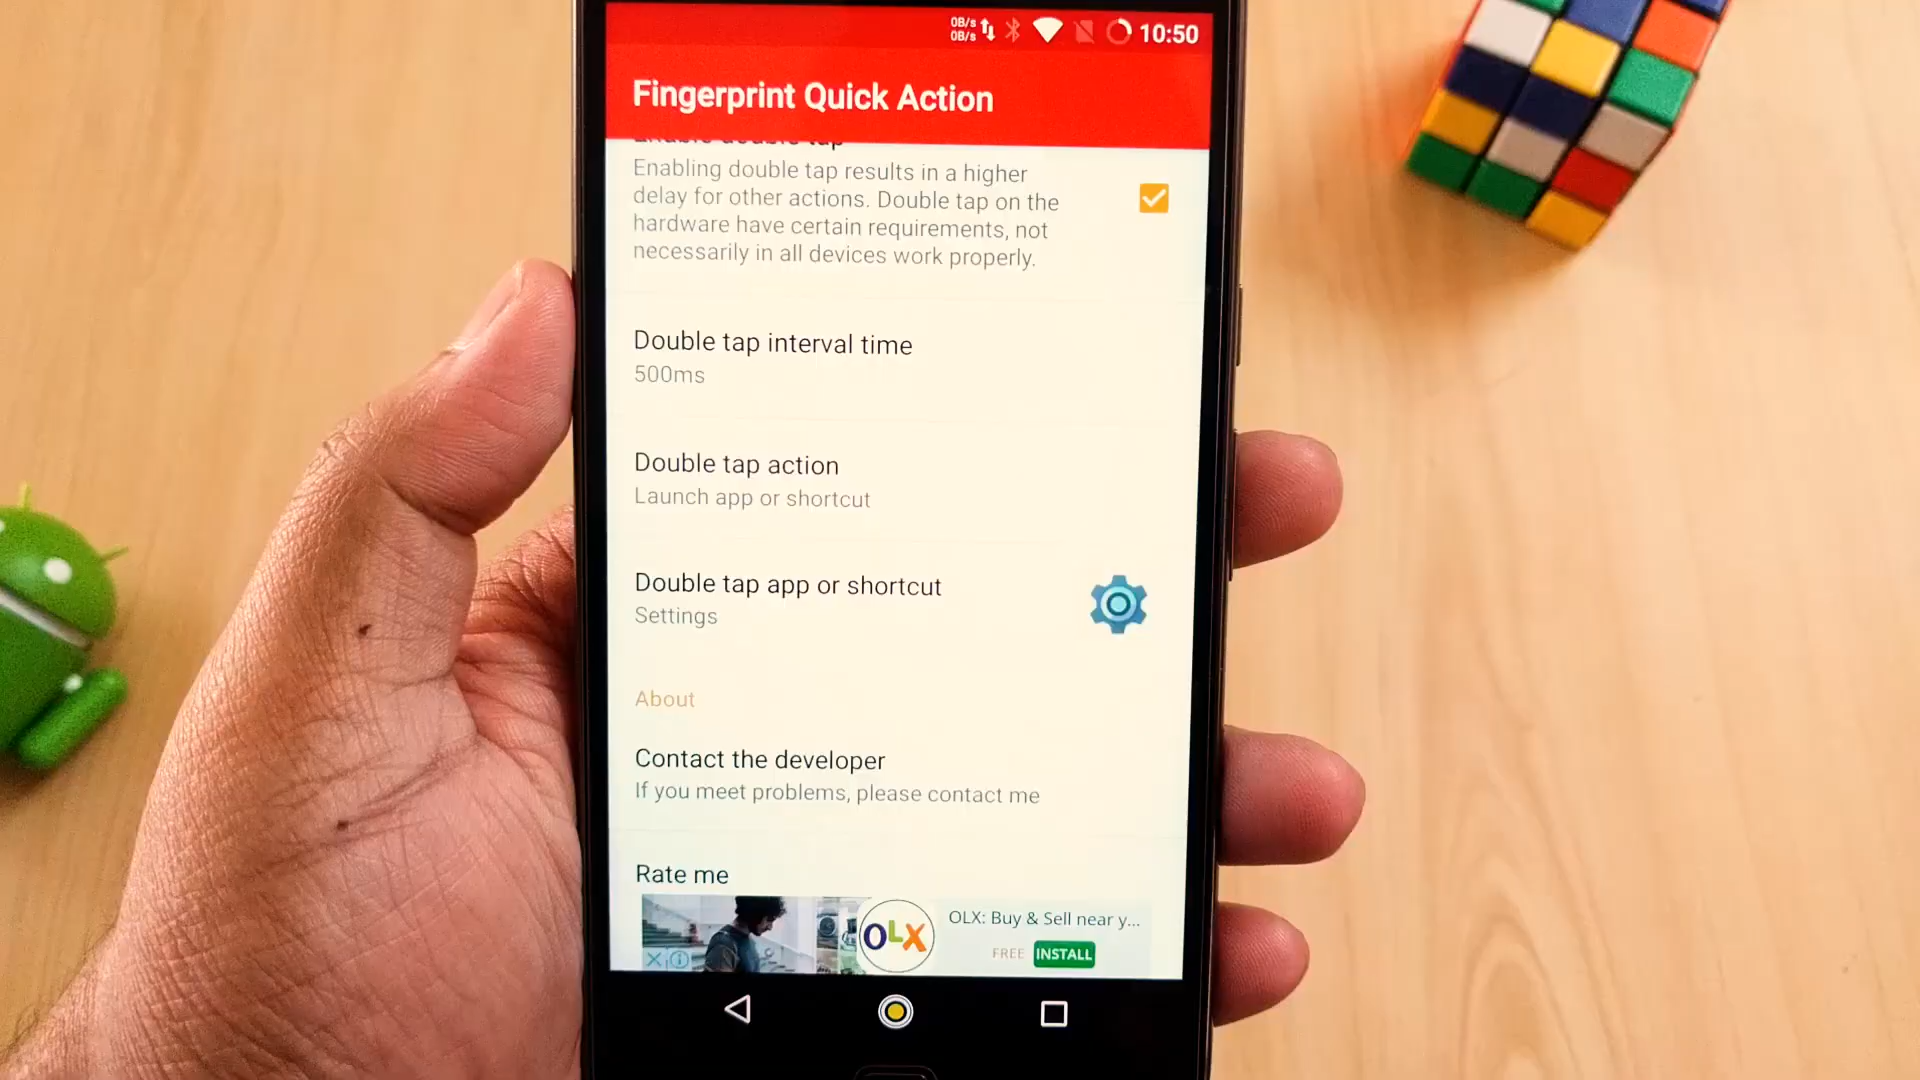 0B/s
0B/s
10:50
Fingerprint Quick Action
Enable double tap
Enabling double tap results in a higher
delay for other actions. Double tap on the
hardware have certain requirements, not
necessarily in all devices work properly.
Double tap interval time
500ms
Double tap action
Launch app or shortcut
Double tap app or shortcut
Settings
About
Contact the developer
If you meet problems, please contact me
Rate me
OLX
OLX: Buy & Sell near y...
FREE INSTALL